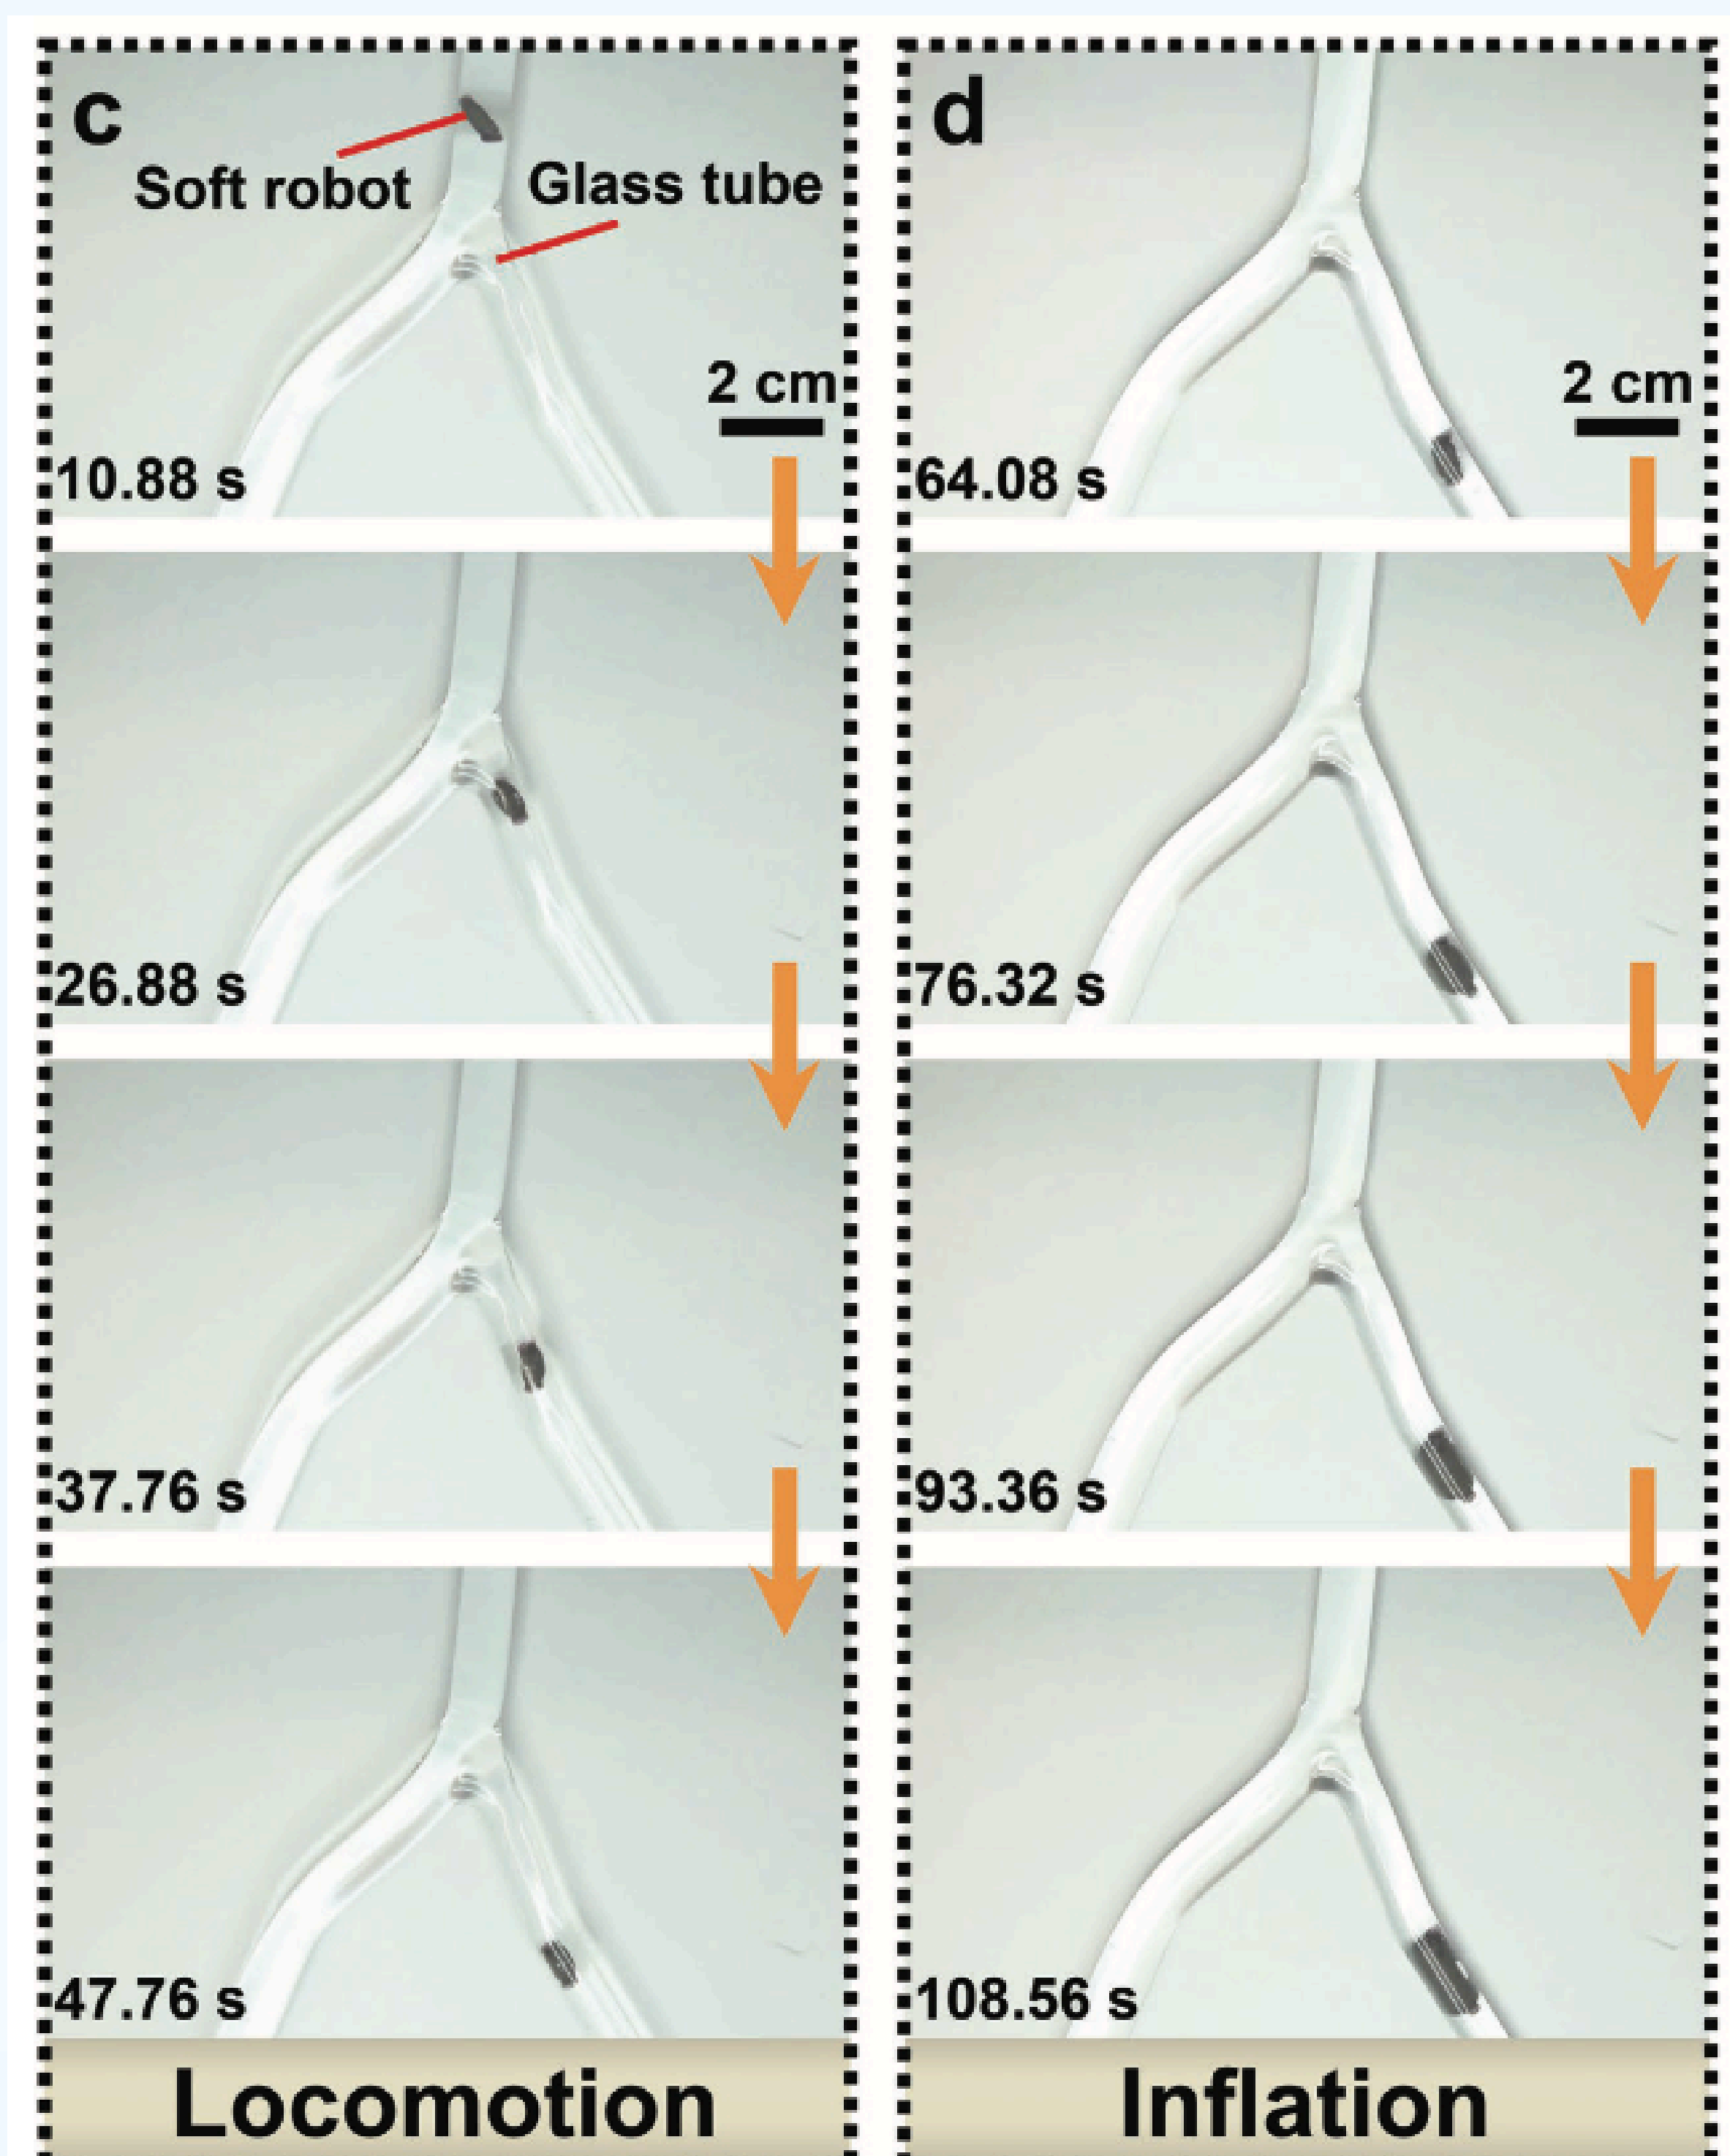 c
Soft robot
Glass tube
2 cm
10.88 s
26.88 s
37.76 s
47.76 s
Locomotion
d
2 cm
64.08 s
76.32 s
93.36 s
108.56 s
Inflation